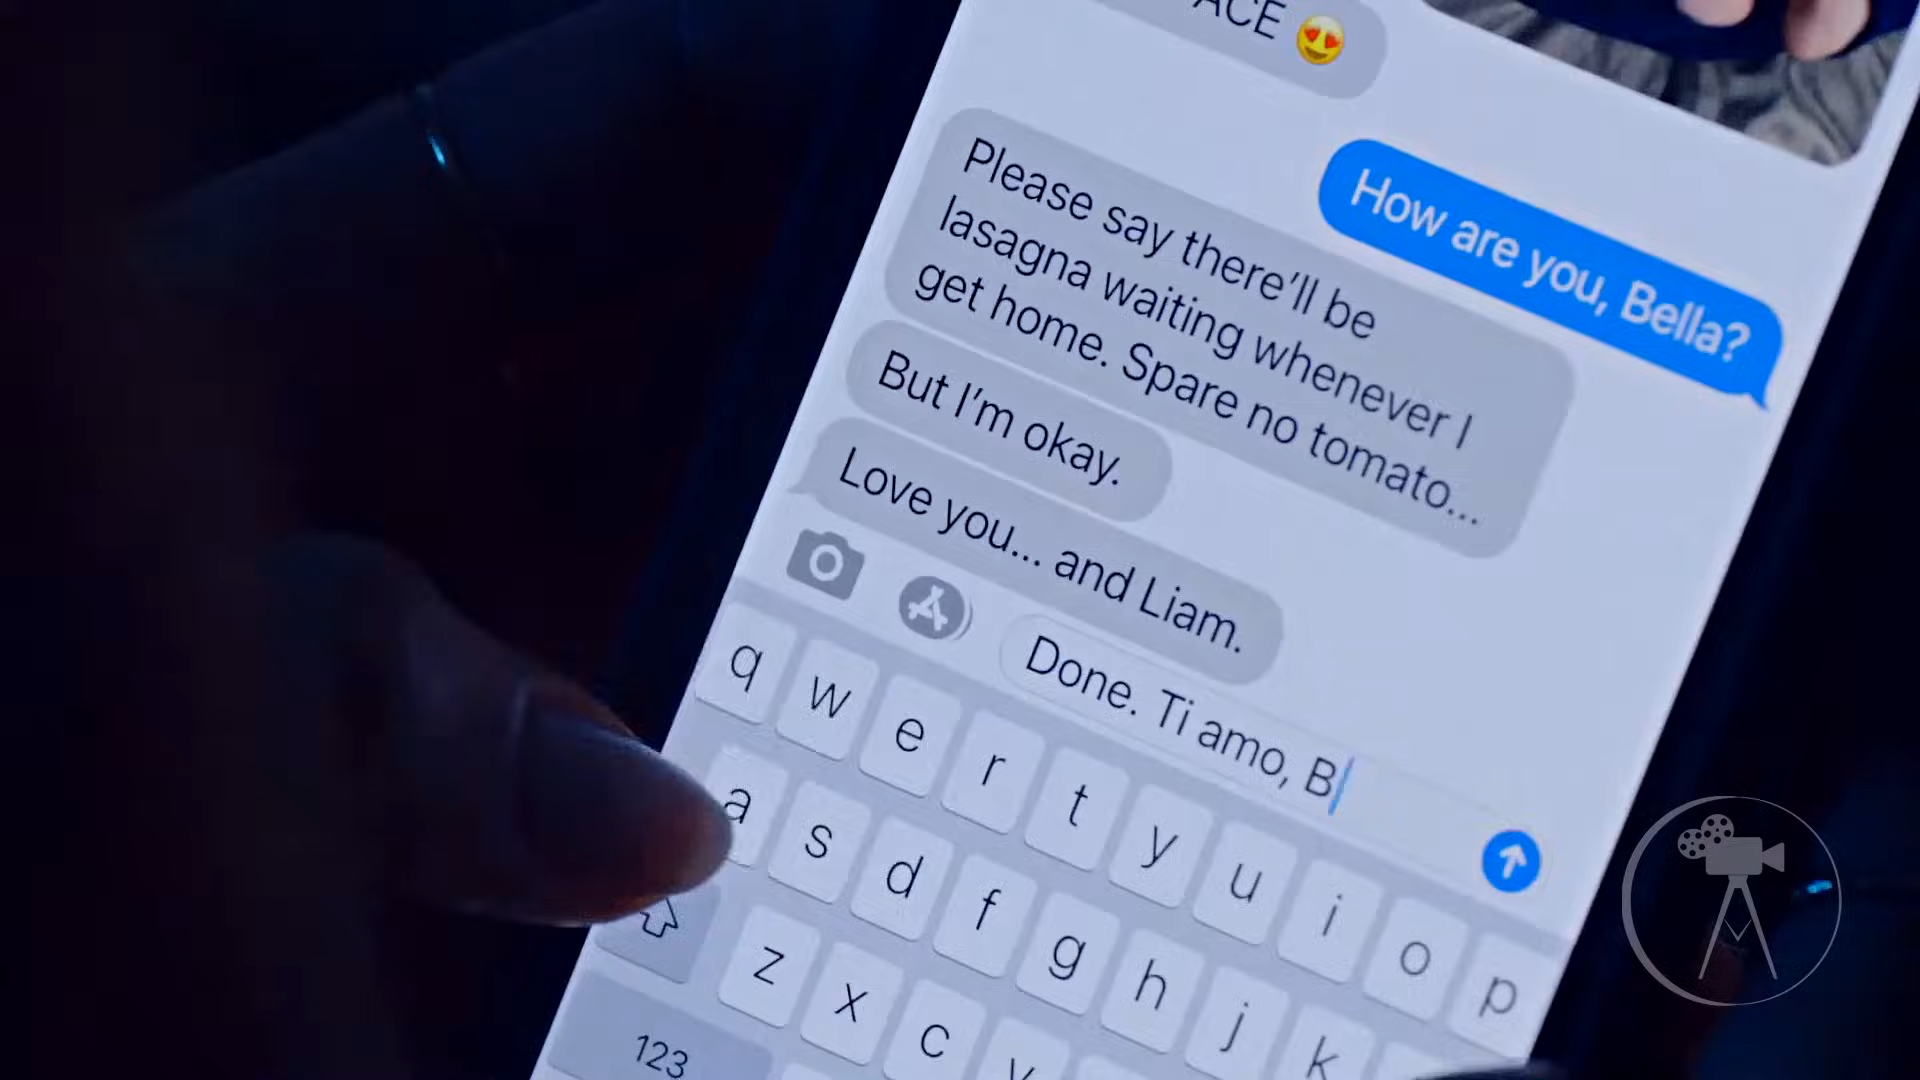 ACE 😍
How are you, Bella?
Please say there'll be
lasagna waiting whenever I
get home. Spare no tomato...
But I'm okay.
Love you... and Liam.
Done. Ti amo, B
q w e r t y u i o p
a s d f g h j k
z x c v
123